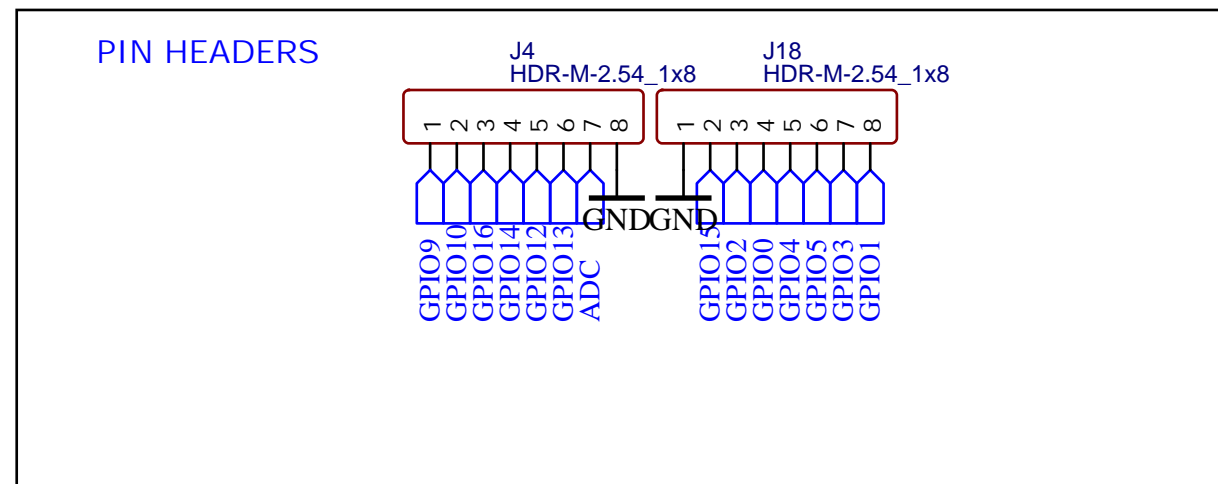 PIN HEADERS
J4
HDR-M-2.54_1x8
J18
HDR-M-2.54_1x8
1 2 3 4 5 6 7 8
1 2 3 4 5 6 7 8
GND
GND
GPIO9
GPIO10
GPIO16
GPIO14
GPIO12
GPIO13
ADC
GPIO15
GPIO2
GPIO0
GPIO4
GPIO5
GPIO3
GPIO1